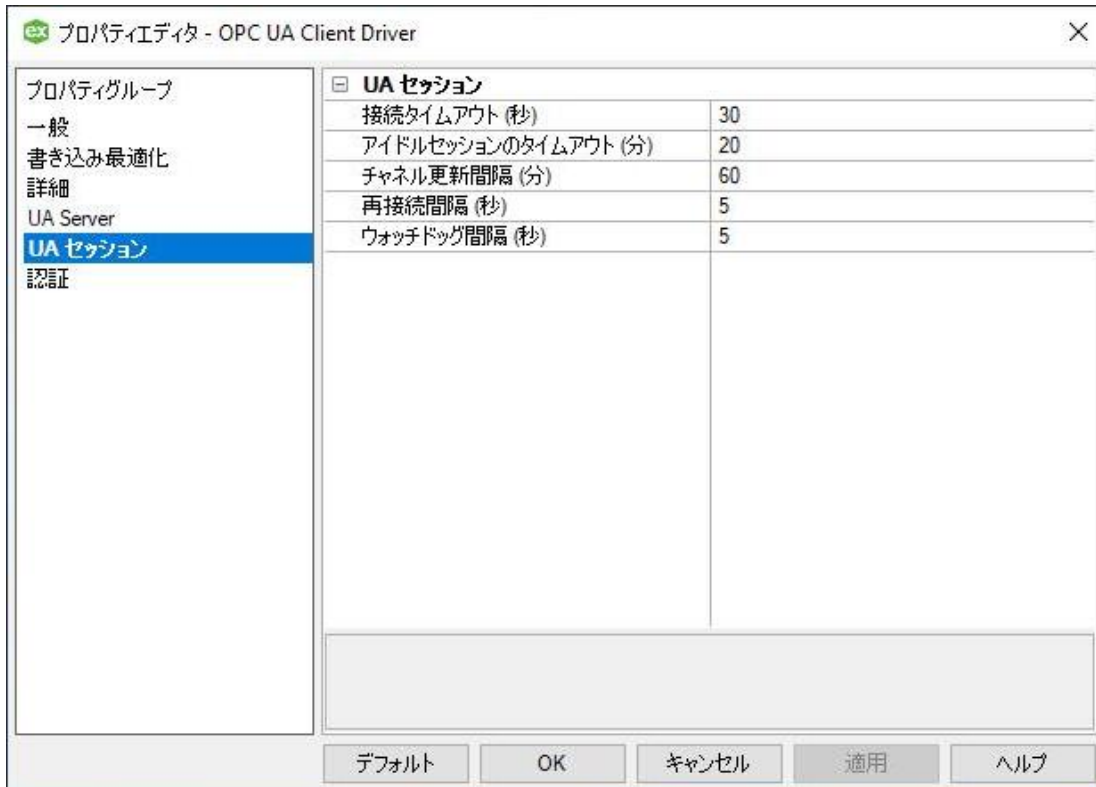 ex プロパティエディタ - OPC UA Client Driver
プロパティグループ
一般
書き込み最適化
詳細
UA Server
UA セッション
認証
UA セッション
接続タイムアウト (秒) 30
アイドルセッションのタイムアウト (分) 20
チャネル更新間隔 (分) 60
再接続間隔 (秒) 5
ウォッチドッグ間隔 (秒) 5
デフォルト OK キャンセル 適用 ヘルプ